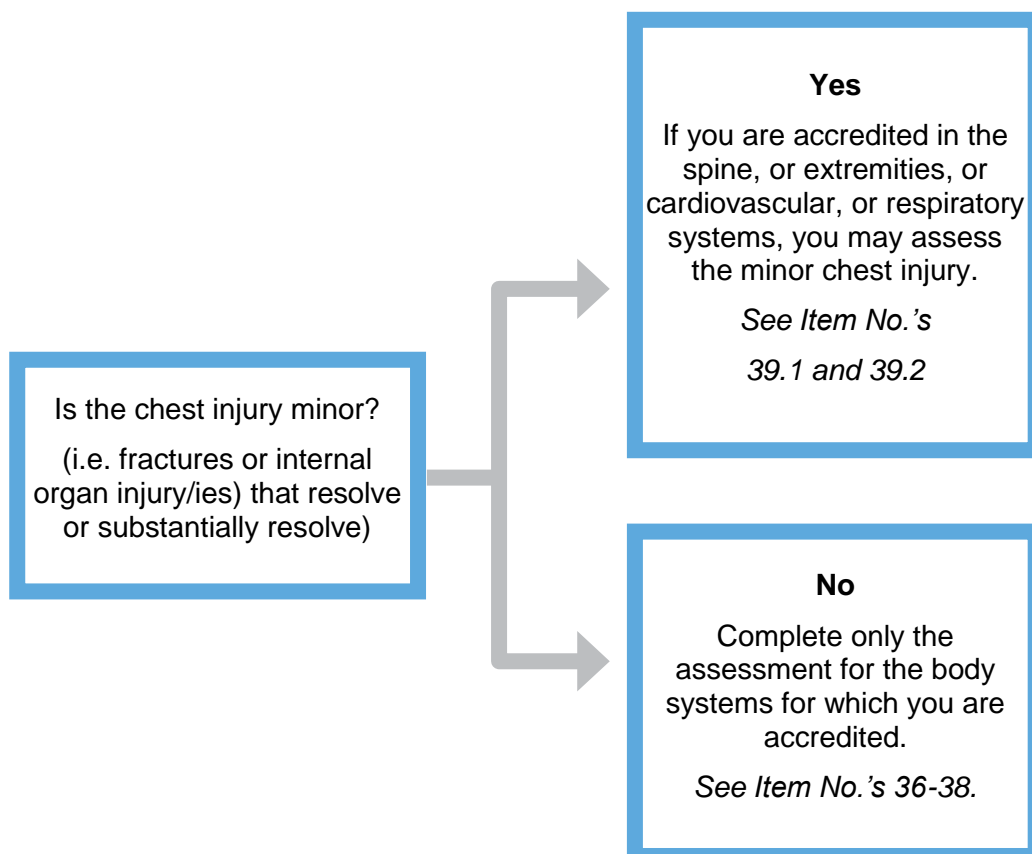 Is the chest injury minor?
(i.e. fractures or internal
organ injury/ies) that resolve
or substantially resolve)
Yes
If you are accredited in the
spine, or extremities, or
cardiovascular, or respiratory
systems, you may assess
the minor chest injury.
See Item No.’s
39.1 and 39.2
No
Complete only the
assessment for the body
systems for which you are
accredited.
See Item No.’s 36-38.